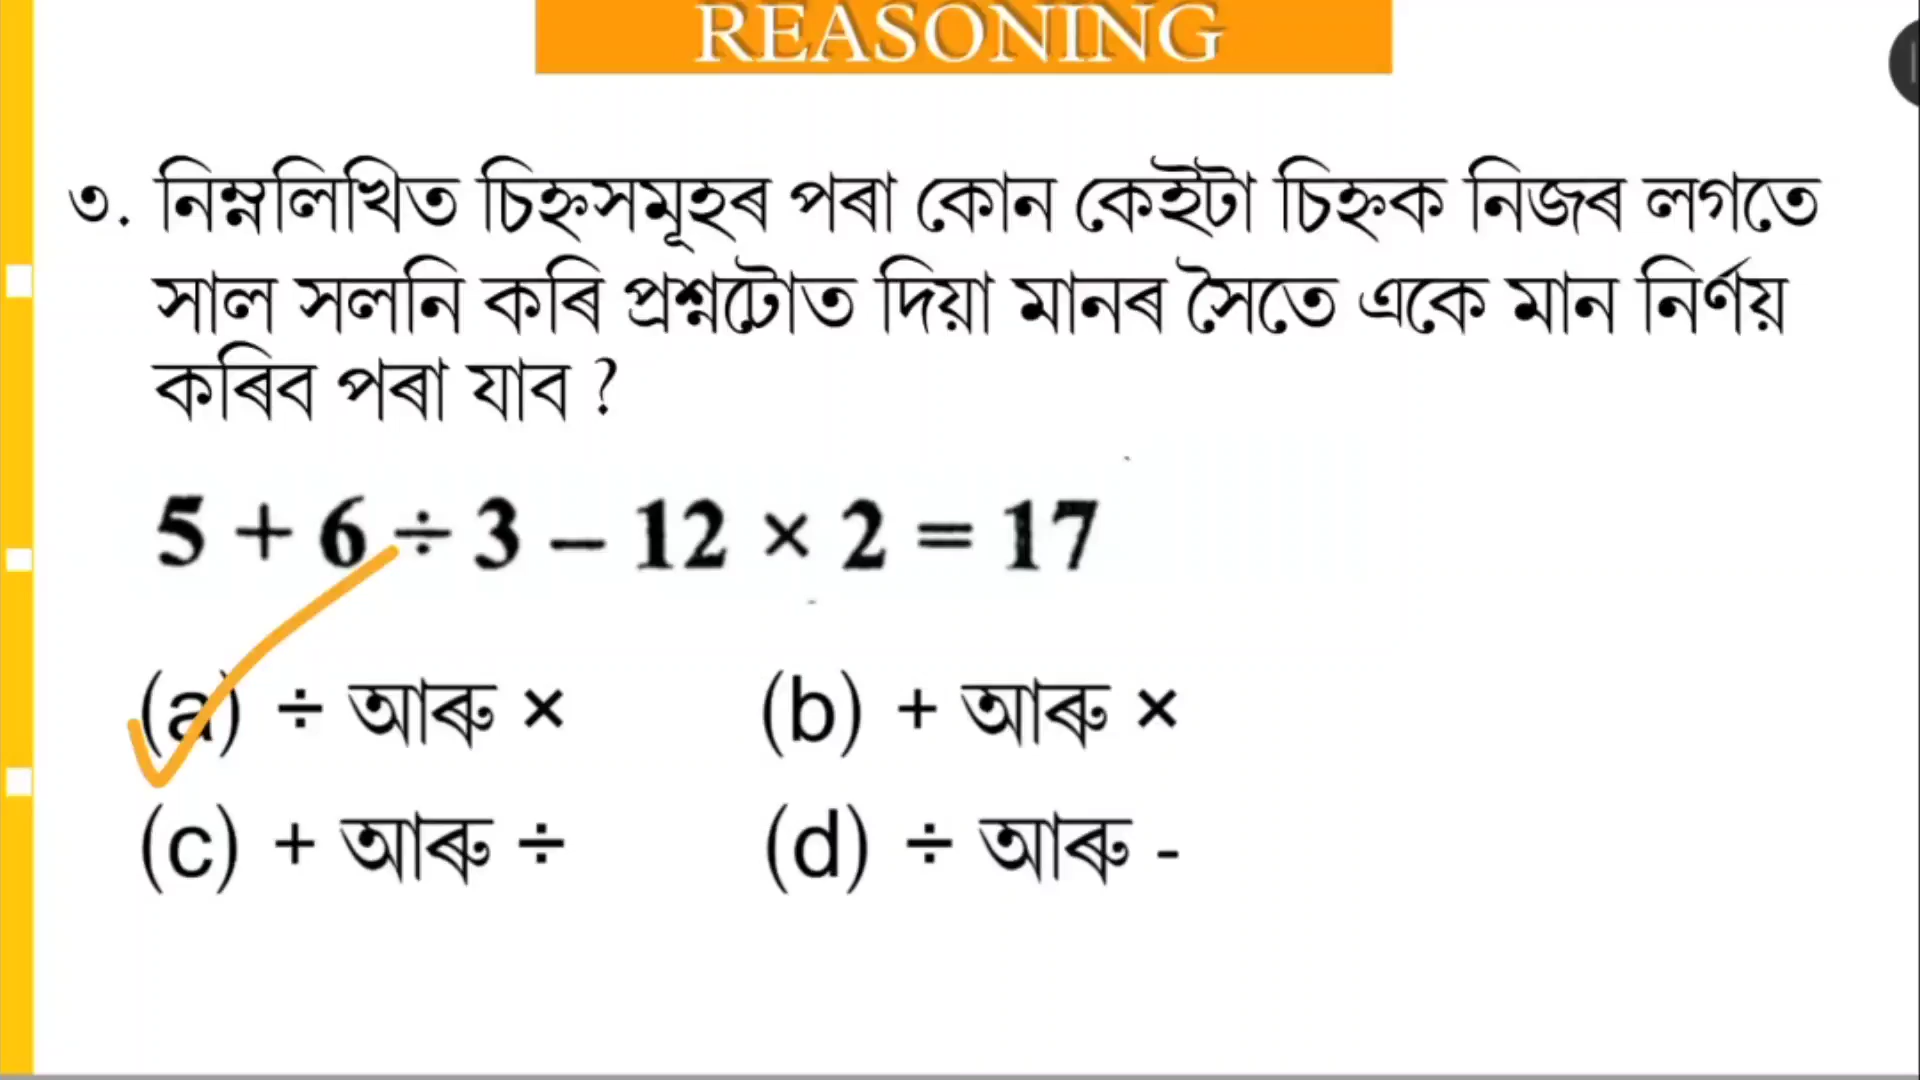 REASONING
৩. নিম্নলিখিত চিহ্নসমূহৰ পৰা কোন কেইটা চিহ্নক নিজৰ লগতে
সাল সলনি কৰি প্ৰশ্নটোত দিয়া মানৰ সৈতে একে মান নিৰ্ণয়
কৰিব পৰা যাব ?
5 + 6 ÷ 3 – 12 × 2 = 17
(a) ÷ আৰু × (b) + আৰু ×
(c) + আৰু ÷ (d) ÷ আৰু -